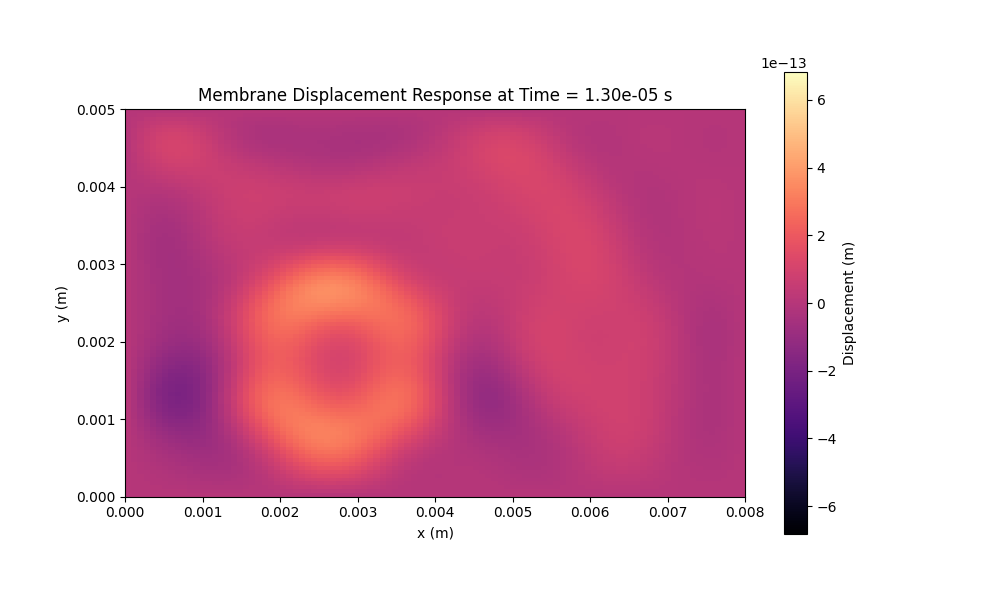 1e−13
Membrane Displacement Response at Time = 1.30e-05 s
0.005
0.004
0.003
0.002
0.001
0.000
y (m)
0.000 0.001 0.002 0.003 0.004 0.005 0.006 0.007 0.008
x (m)
6
4
2
0
−2
−4
−6
Displacement (m)